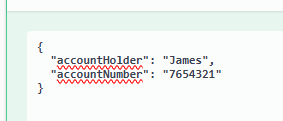 {
  "accountHolder": "James",
  "accountNumber": "7654321"
}